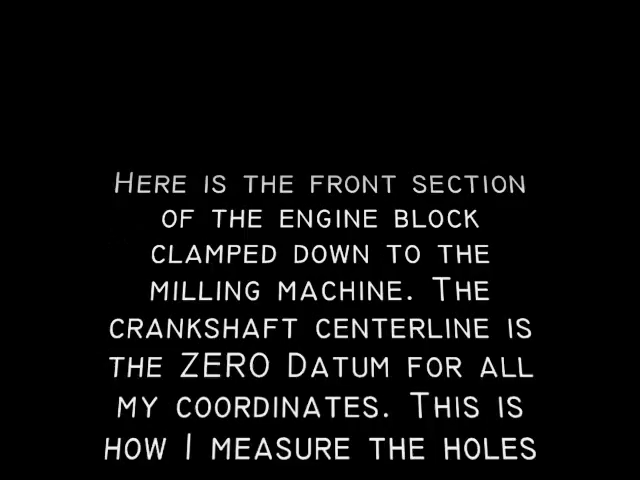 Here is the front section
of the engine block
clamped down to the
milling machine. The
crankshaft centerline is
the ZERO Datum for all
my coordinates. This is
how I measure the holes